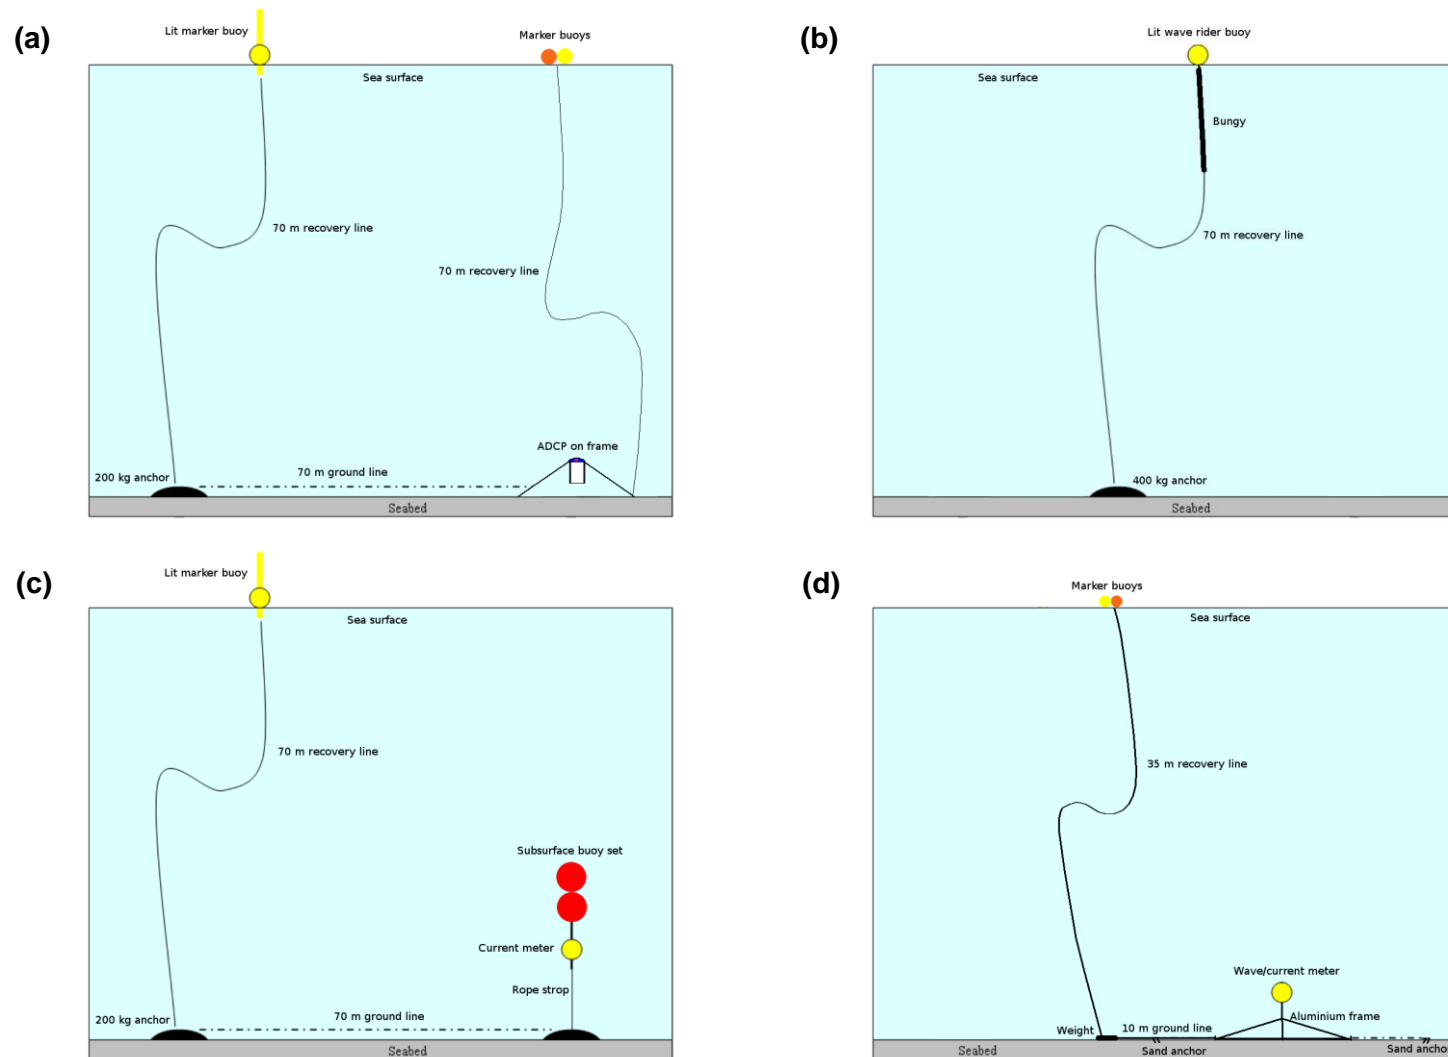 (a)
Lit marker buoy
Marker buoys
Sea surface
70 m recovery line
70 m recovery line
ADCP on frame
200 kg anchor
70 m ground line
Seabed
(b)
Lit wave rider buoy
Sea surface
Bungy
70 m recovery line
400 kg anchor
Seabed
(c)
Lit marker buoy
Sea surface
70 m recovery line
Subsurface buoy set
Current meter
Rope strop
200 kg anchor
70 m ground line
Seabed
(d)
Marker buoys
Sea surface
35 m recovery line
Wave/current meter
Aluminium frame
Weight
10 m ground line
Seabed
Sand anchor
Sand anchor